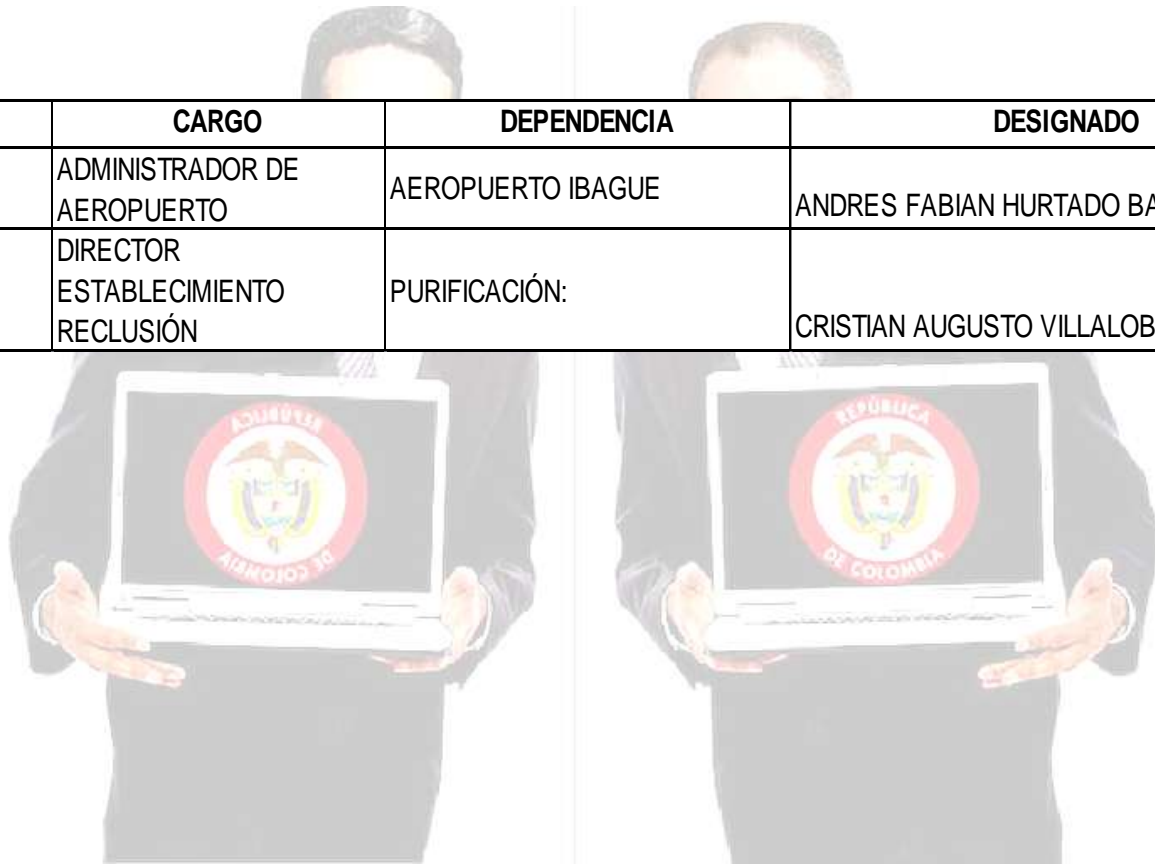 CARGO DEPENDENCIA DESIGNADO
ADMINISTRADOR DE
AEROPUERTO
AEROPUERTO IBAGUE
ANDRES FABIAN HURTADO
DIRECTOR
ESTABLECIMIENTO
RECLUSIÓN
PURIFICACIÓN:
CRISTIAN AUGUSTO
REPÚBLICA
DE COLOMBIA
REPÚBLICA
DE COLOMBIA